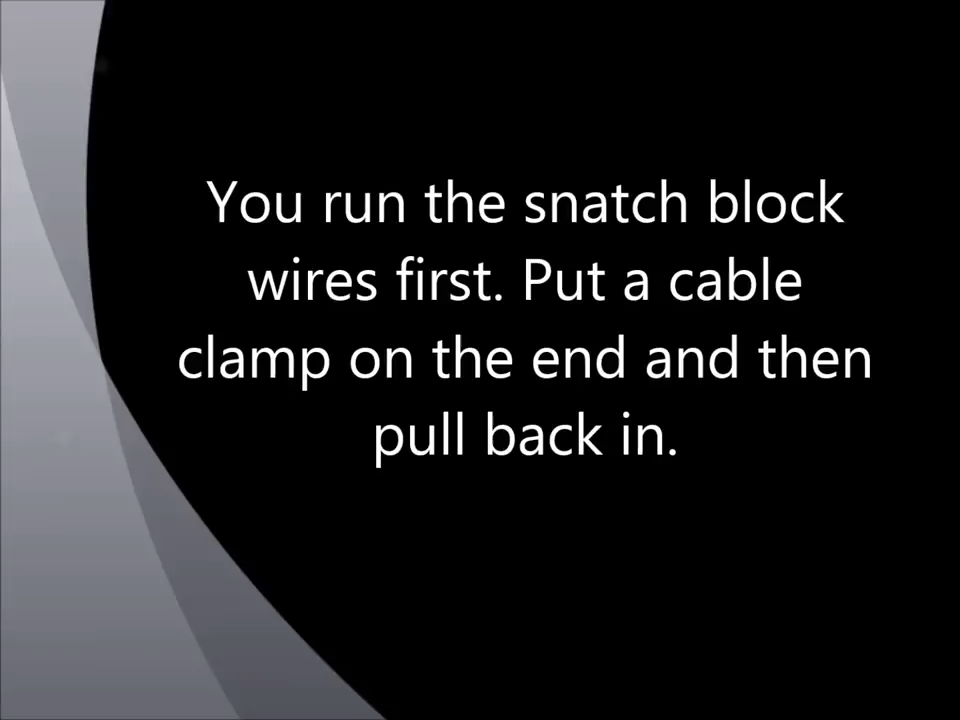 You run the snatch block
wires first. Put a cable
clamp on the end and then
pull back in.